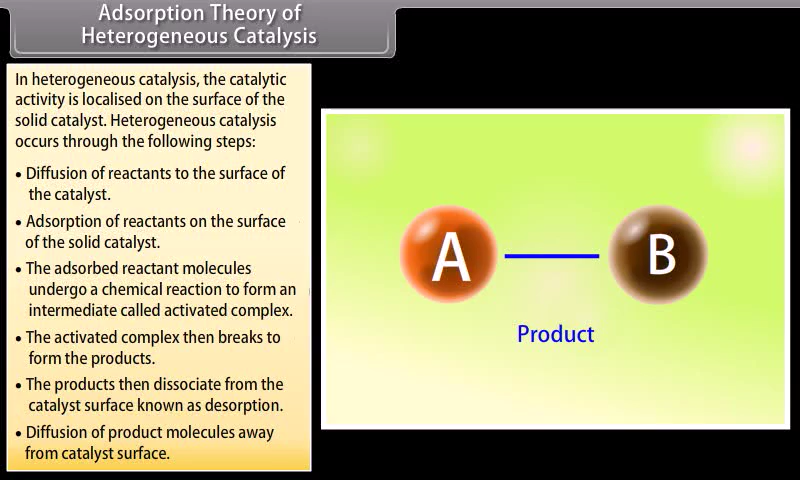 Adsorption Theory of
Heterogeneous Catalysis
In heterogeneous catalysis, the catalytic
activity is localised on the surface of the
solid catalyst. Heterogeneous catalysis
occurs through the following steps:
• Diffusion of reactants to the surface of
the catalyst.
• Adsorption of reactants on the surface
of the solid catalyst.
• The adsorbed reactant molecules
undergo a chemical reaction to form an
intermediate called activated complex.
• The activated complex then breaks to
form the products.
• The products then dissociate from the
catalyst surface known as desorption.
• Diffusion of product molecules away
from catalyst surface.
A B
Product